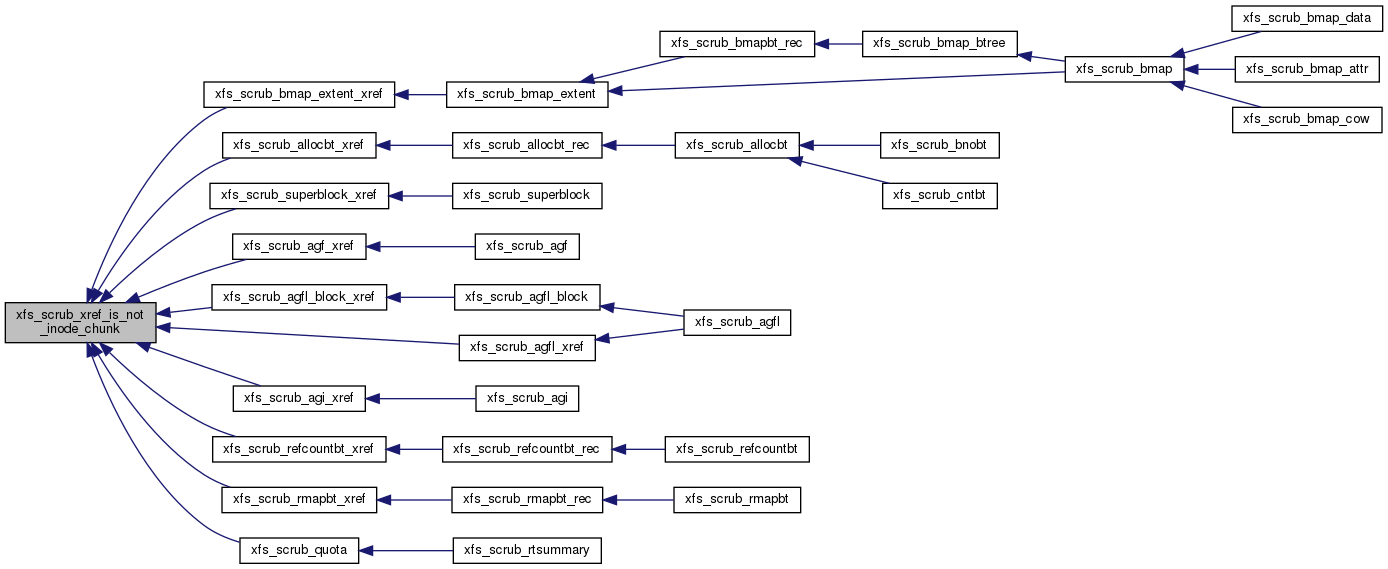 xfs_scrub_bmap_data
xfs_scrub_bmapbt_rec
xfs_scrub_bmap_btree
xfs_scrub_bmap
xfs_scrub_bmap_attr
xfs_scrub_bmap_extent_xref
xfs_scrub_bmap_extent
xfs_scrub_bmap_cow
xfs_scrub_allocbt_xref
xfs_scrub_allocbt_rec
xfs_scrub_allocbt
xfs_scrub_bnobt
xfs_scrub_superblock_xref
xfs_scrub_superblock
xfs_scrub_cntbt
xfs_scrub_agf_xref
xfs_scrub_agf
xfs_scrub_agfl_block_xref
xfs_scrub_agfl_block
xfs_scrub_xref_is_not
_inode_chunk
xfs_scrub_agfl
xfs_scrub_agfl_xref
xfs_scrub_agi_xref
xfs_scrub_agi
xfs_scrub_refcountbt_xref
xfs_scrub_refcountbt_rec
xfs_scrub_refcountbt
xfs_scrub_rmapbt_xref
xfs_scrub_rmapbt_rec
xfs_scrub_rmapbt
xfs_scrub_quota
xfs_scrub_rtsummary